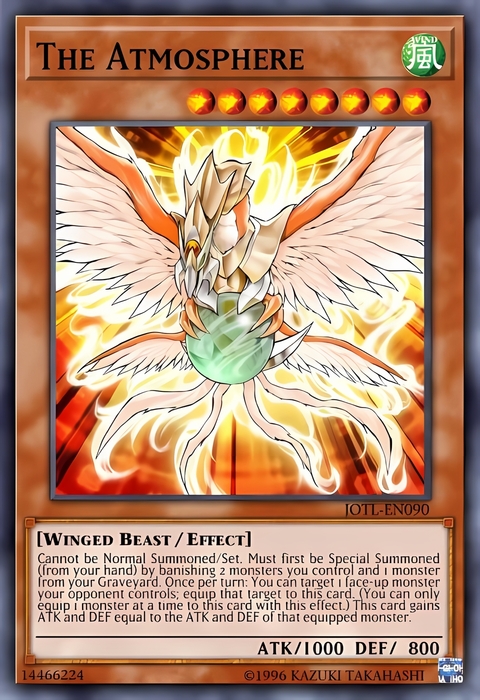 The Atmosphere
WIND
風
JOTL-EN090
[Winged Beast / Effect]
Cannot be Normal Summoned/Set. Must first be Special Summoned
(from your hand) by banishing 2 monsters you control and 1 monster
from your Graveyard. Once per turn: You can target 1 face-up monster
your opponent controls; equip that target to this card. (You can only
equip 1 monster at a time to this card with this effect.) This card gains
ATK and DEF equal to the ATK and DEF of that equipped monster.
ATK/1000 DEF/ 800
14466224
©1996 KAZUKI TAKAHASHI